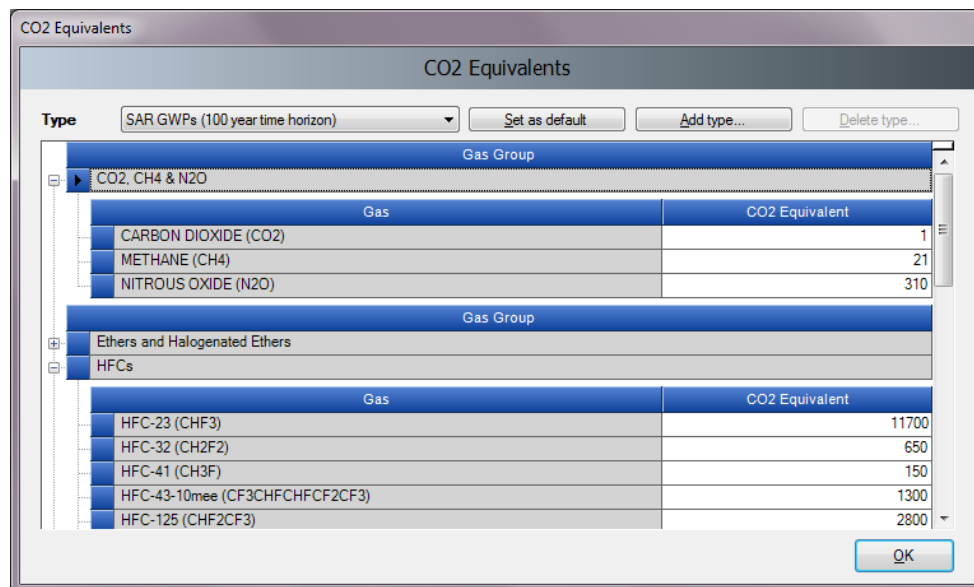 CO2 Equivalents
CO2 Equivalents
Type SAR GWPs (100 year time horizon) Set as default Add type... Delete type...
Gas Group
CO2, CH4 & N2O
Gas CO2 Equivalent
CARBON DIOXIDE (CO2) 1
METHANE (CH4) 21
NITROUS OXIDE (N2O) 310
Gas Group
Ethers and Halogenated Ethers
HFCs
Gas CO2 Equivalent
HFC-23 (CHF3) 11700
HFC-32 (CH2F2) 650
HFC-41 (CH3F) 150
HFC-43-10mee (CF3CHFCHFCF2CF3) 1300
HFC-125 (CHF2CF3) 2800
OK